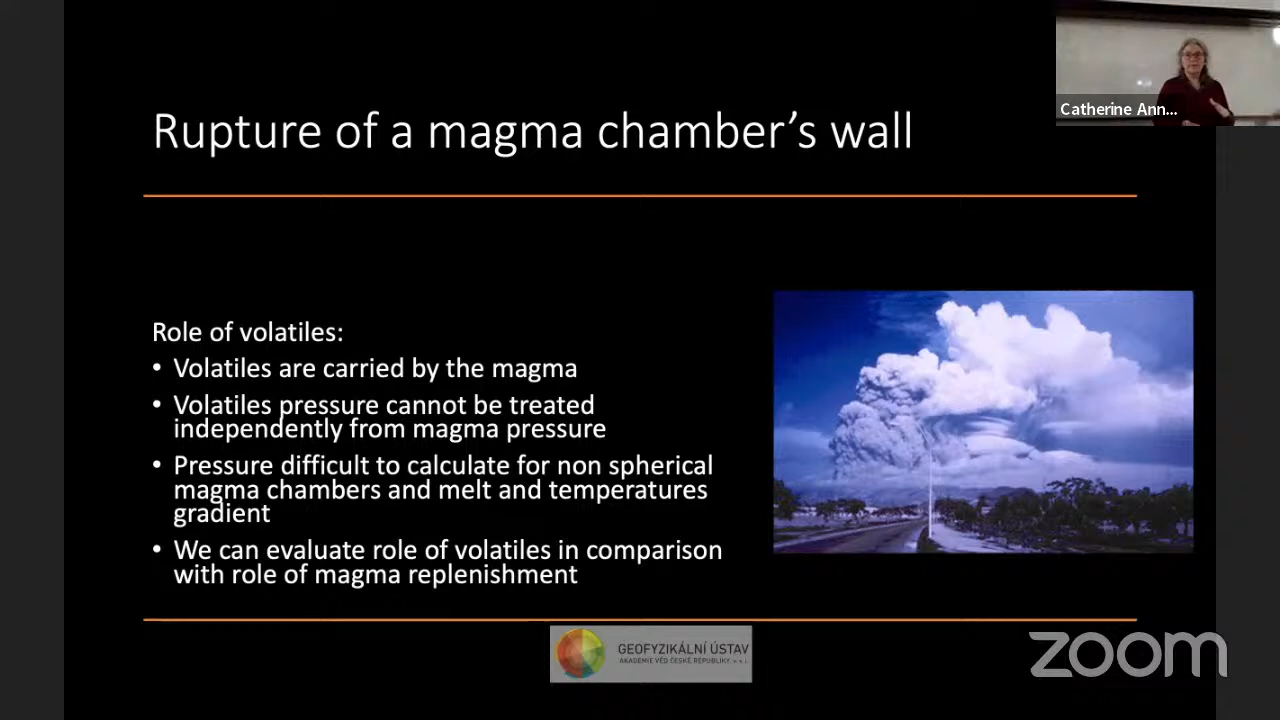 Catherine Ann...
Rupture of a magma chamber's wall
Role of volatiles:
• Volatiles are carried by the magma
• Volatiles pressure cannot be treated
independently from magma pressure
• Pressure difficult to calculate for non spherical
magma chambers and melt and temperatures
gradient
• We can evaluate role of volatiles in comparison
with role of magma replenishment
GEOFYZIKÁLNÍ ÚSTAV
AKADEMIE VĚD ČESKÉ REPUBLIKY, v. v. i.
zoom